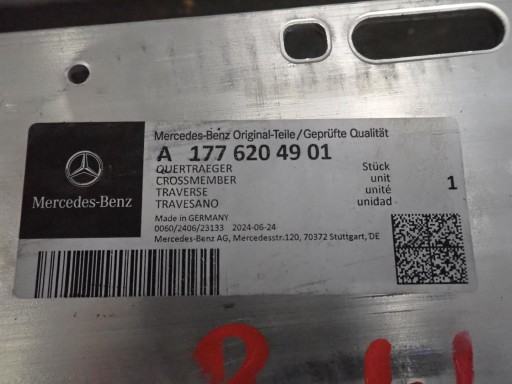 Mercedes-Benz Original-Teile/Geprüfte Qualität
A 177 620 49 01
QUERTRAEGER
CROSSMEMBER
TRAVERSE
TRAVESANO
Stück
unit
unité
unidad
1
Mercedes-Benz
Made in GERMANY
0060/2406/23133 2024-06-24
Mercedes-Benz AG, Mercedesstr.120, 70372 Stuttgart, DE